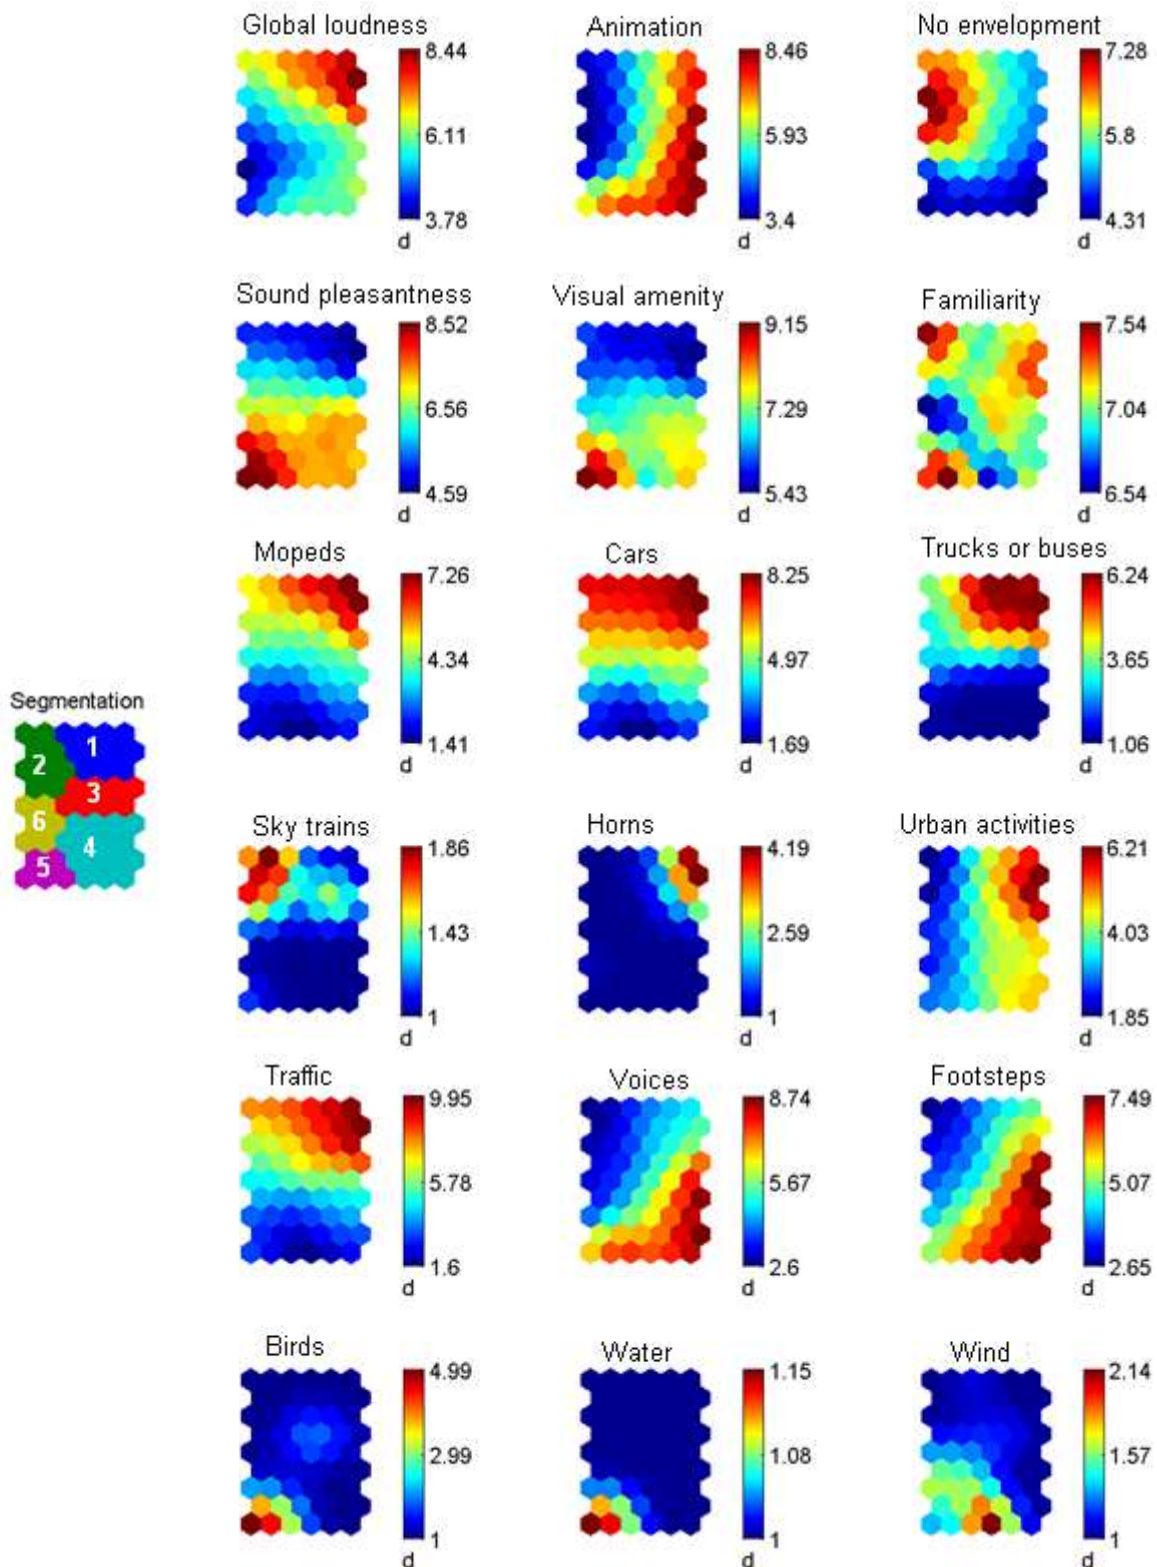 Global loudness
Animation
No envelopment
8.44
6.11
3.78
d
8.46
5.93
3.4
d
7.28
5.8
4.31
d
Sound pleasantness
Visual amenity
Familiarity
8.52
6.56
4.59
d
9.15
7.29
5.43
d
7.54
7.04
6.54
d
Mopeds
Cars
Trucks or buses
7.26
4.34
1.41
d
8.25
4.97
1.69
d
6.24
3.65
1.06
d
Segmentation
1
2
3
6
4
5
Sky trains
Horns
Urban activities
1.86
1.43
1
d
4.19
2.59
1
d
6.21
4.03
1.85
d
Traffic
Voices
Footsteps
9.95
5.78
1.6
d
8.74
5.67
2.6
d
7.49
5.07
2.65
d
Birds
Water
Wind
4.99
2.99
1
d
1.15
1.08
1
d
2.14
1.57
1
d